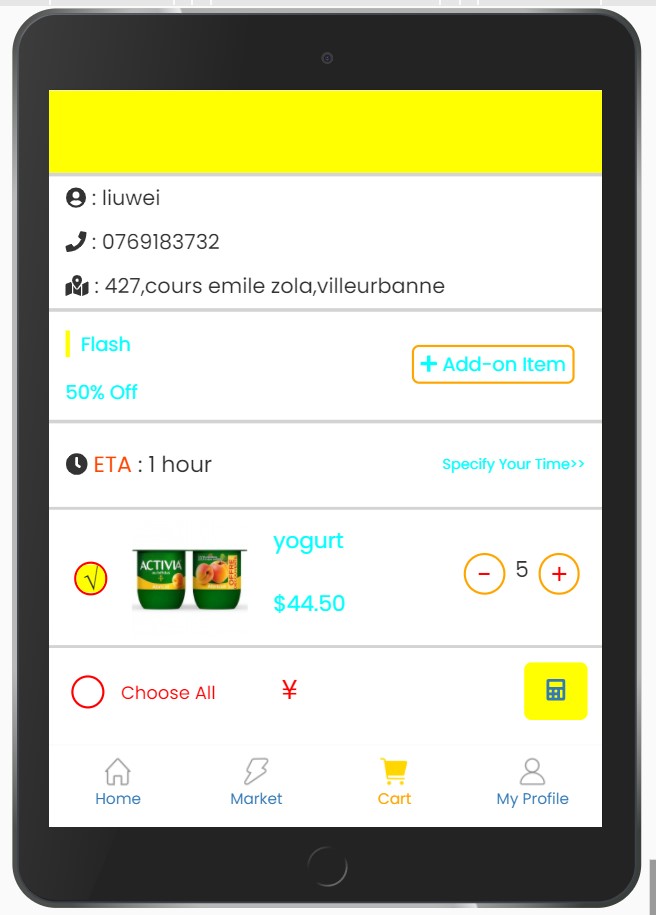 : liuwei
: 0769183732
: 427,cours emile zola,villeurbanne
Flash
+ Add-on Item
50% Off
ETA : 1 hour
Specify Your Time>>
√
ACTIVIA
OFFRE
yogurt
$44.50
- 5 +
Choose All
¥
Home
Market
Cart
My Profile